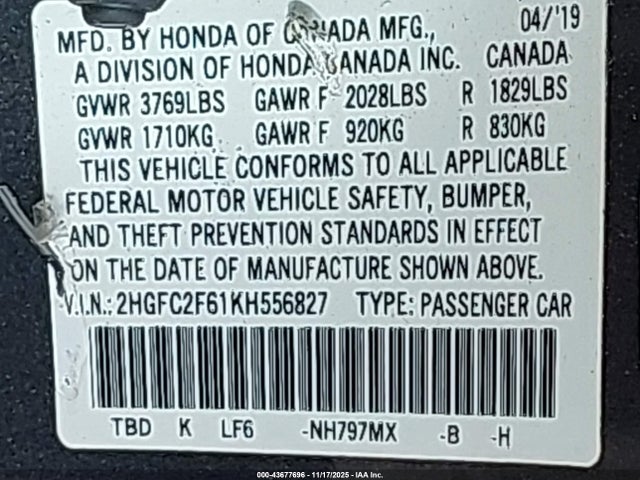 04/'19
MFD. BY HONDA OF CANADA MFG.,
A DIVISION OF HONDA CANADA INC. CANADA
GVWR 3769LBS GAWR F 2028LBS R 1829LBS
GVWR 1710KG GAWR F 920KG R 830KG
THIS VEHICLE CONFORMS TO ALL APPLICABLE
FEDERAL MOTOR VEHICLE SAFETY, BUMPER,
AND THEFT PREVENTION STANDARDS IN EFFECT
ON THE DATE OF MANUFACTURE SHOWN ABOVE.
V.I.N.: 2HGFC2F61KH556827 TYPE: PASSENGER CAR
TBD K LF6 -NH797MX -B -H
000-43677696 - 11/17/2025 - IAA Inc.